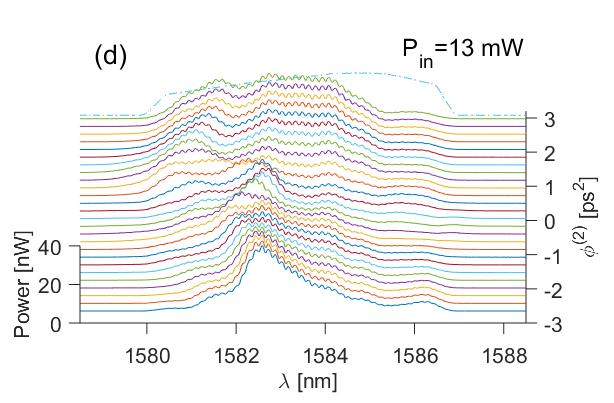 (d)
P_in=13 mW
3
2
1
0
-1
-2
-3
ϕ^(2) [ps^2]
40
20
0
Power [nW]
1580 1582 1584 1586 1588
λ [nm]